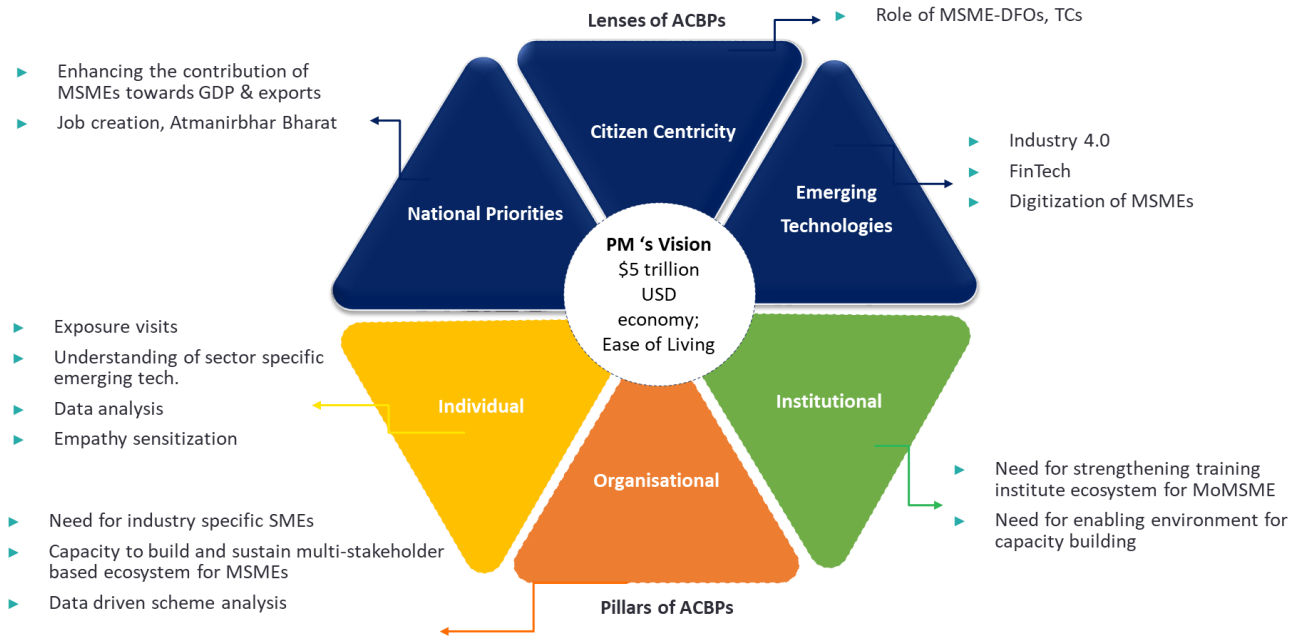 Lenses of ACBPs
Role of MSME-DFOs, TCs
Enhancing the contribution of
MSMEs towards GDP & exports
Job creation, Atmanirbhar Bharat
Citizen Centricity
Industry 4.0
FinTech
Digitization of MSMEs
National Priorities
Emerging
Technologies
PM ‘s Vision
$5 trillion
USD
economy;
Ease of Living
Exposure visits
Understanding of sector specific
emerging tech.
Data analysis
Empathy sensitization
Individual
Institutional
Organisational
Need for strengthening training
institute ecosystem for MoMSME
Need for enabling environment for
capacity building
Need for industry specific SMEs
Capacity to build and sustain multi-stakeholder
based ecosystem for MSMEs
Data driven scheme analysis
Pillars of ACBPs